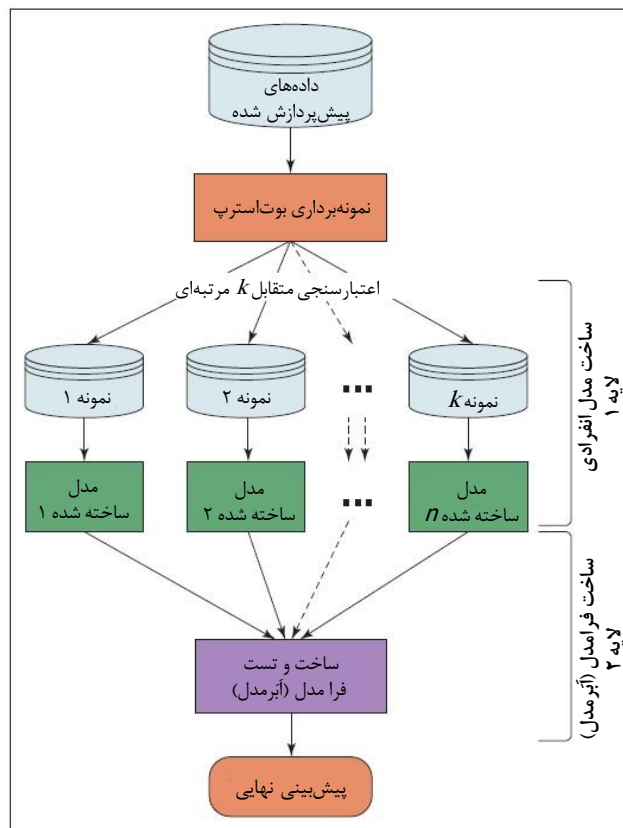 داده‌های
پیش‌پردازش شده
نمونه‌برداری بوت‌استرپ
اعتبارسنجی متقابل k مرتبه‌ای
نمونه ۱
نمونه ۲
...
نمونه k
مدل
ساخته شده ۱
مدل
ساخته شده ۲
...
مدل
ساخته شده n
ساخت مدل انفرادی
لایه ۱
ساخت و تست
فرا مدل (اَبَرمدل)
ساخت فرامدل (اَبَرمدل)
لایه ۲
پیش‌بینی نهایی